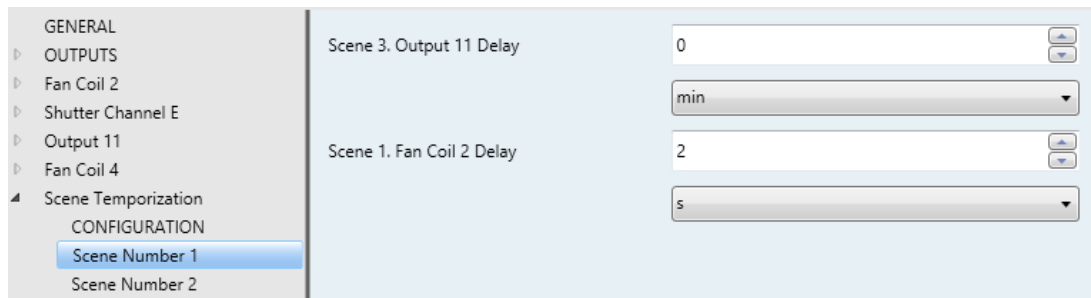 GENERAL
OUTPUTS
Fan Coil 2
Shutter Channel E
Output 11
Fan Coil 4
Scene Temporization
CONFIGURATION
Scene Number 1
Scene Number 2
Scene 3. Output 11 Delay
0
min
Scene 1. Fan Coil 2 Delay
2
s